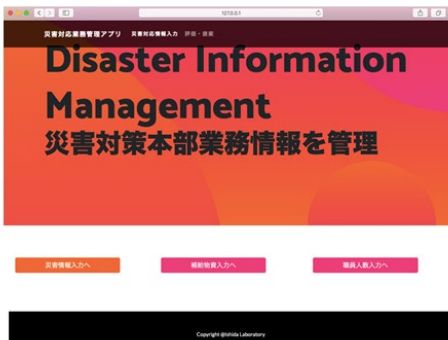 127.0.0.1
災害対応業務管理アプリ 災害対応情報入力 評価・提案
Disaster Information
Management
災害対策本部業務情報を管理
災害情報入力へ 補給物資入力へ 職員人数入力へ
Copyright @Ishida Laboratory